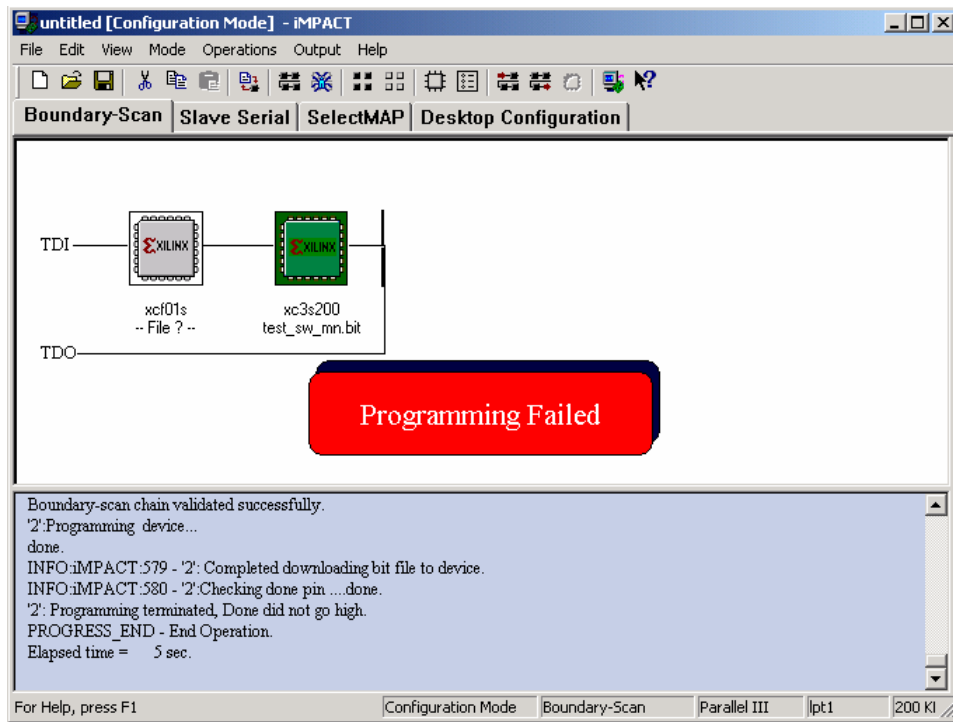 untitled [Configuration Mode] - iMPACT
File Edit View Mode Operations Output Help
Boundary-Scan Slave Serial SelectMAP Desktop Configuration
TDI
XILINX XILINX
xcf01s xc3s200
-- File ? -- test_sw_mn.bit
TDO
Programming Failed
Boundary-scan chain validated successfully.
'2':Programming device...
done.
INFO:iMPACT:579 - '2': Completed downloading bit file to device.
INFO:iMPACT:580 - '2':Checking done pin ....done.
'2': Programming terminated, Done did not go high.
PROGRESS_END - End Operation.
Elapsed time = 5 sec.
For Help, press F1 Configuration Mode Boundary-Scan Parallel III lpt1 200 K